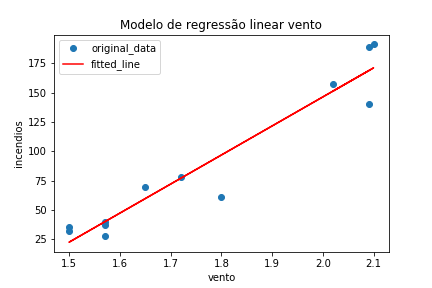 Modelo de regressão linear vento
original_data
fitted_line
incendios
175
150
125
100
75
50
25
1.5 1.6 1.7 1.8 1.9 2.0 2.1
vento